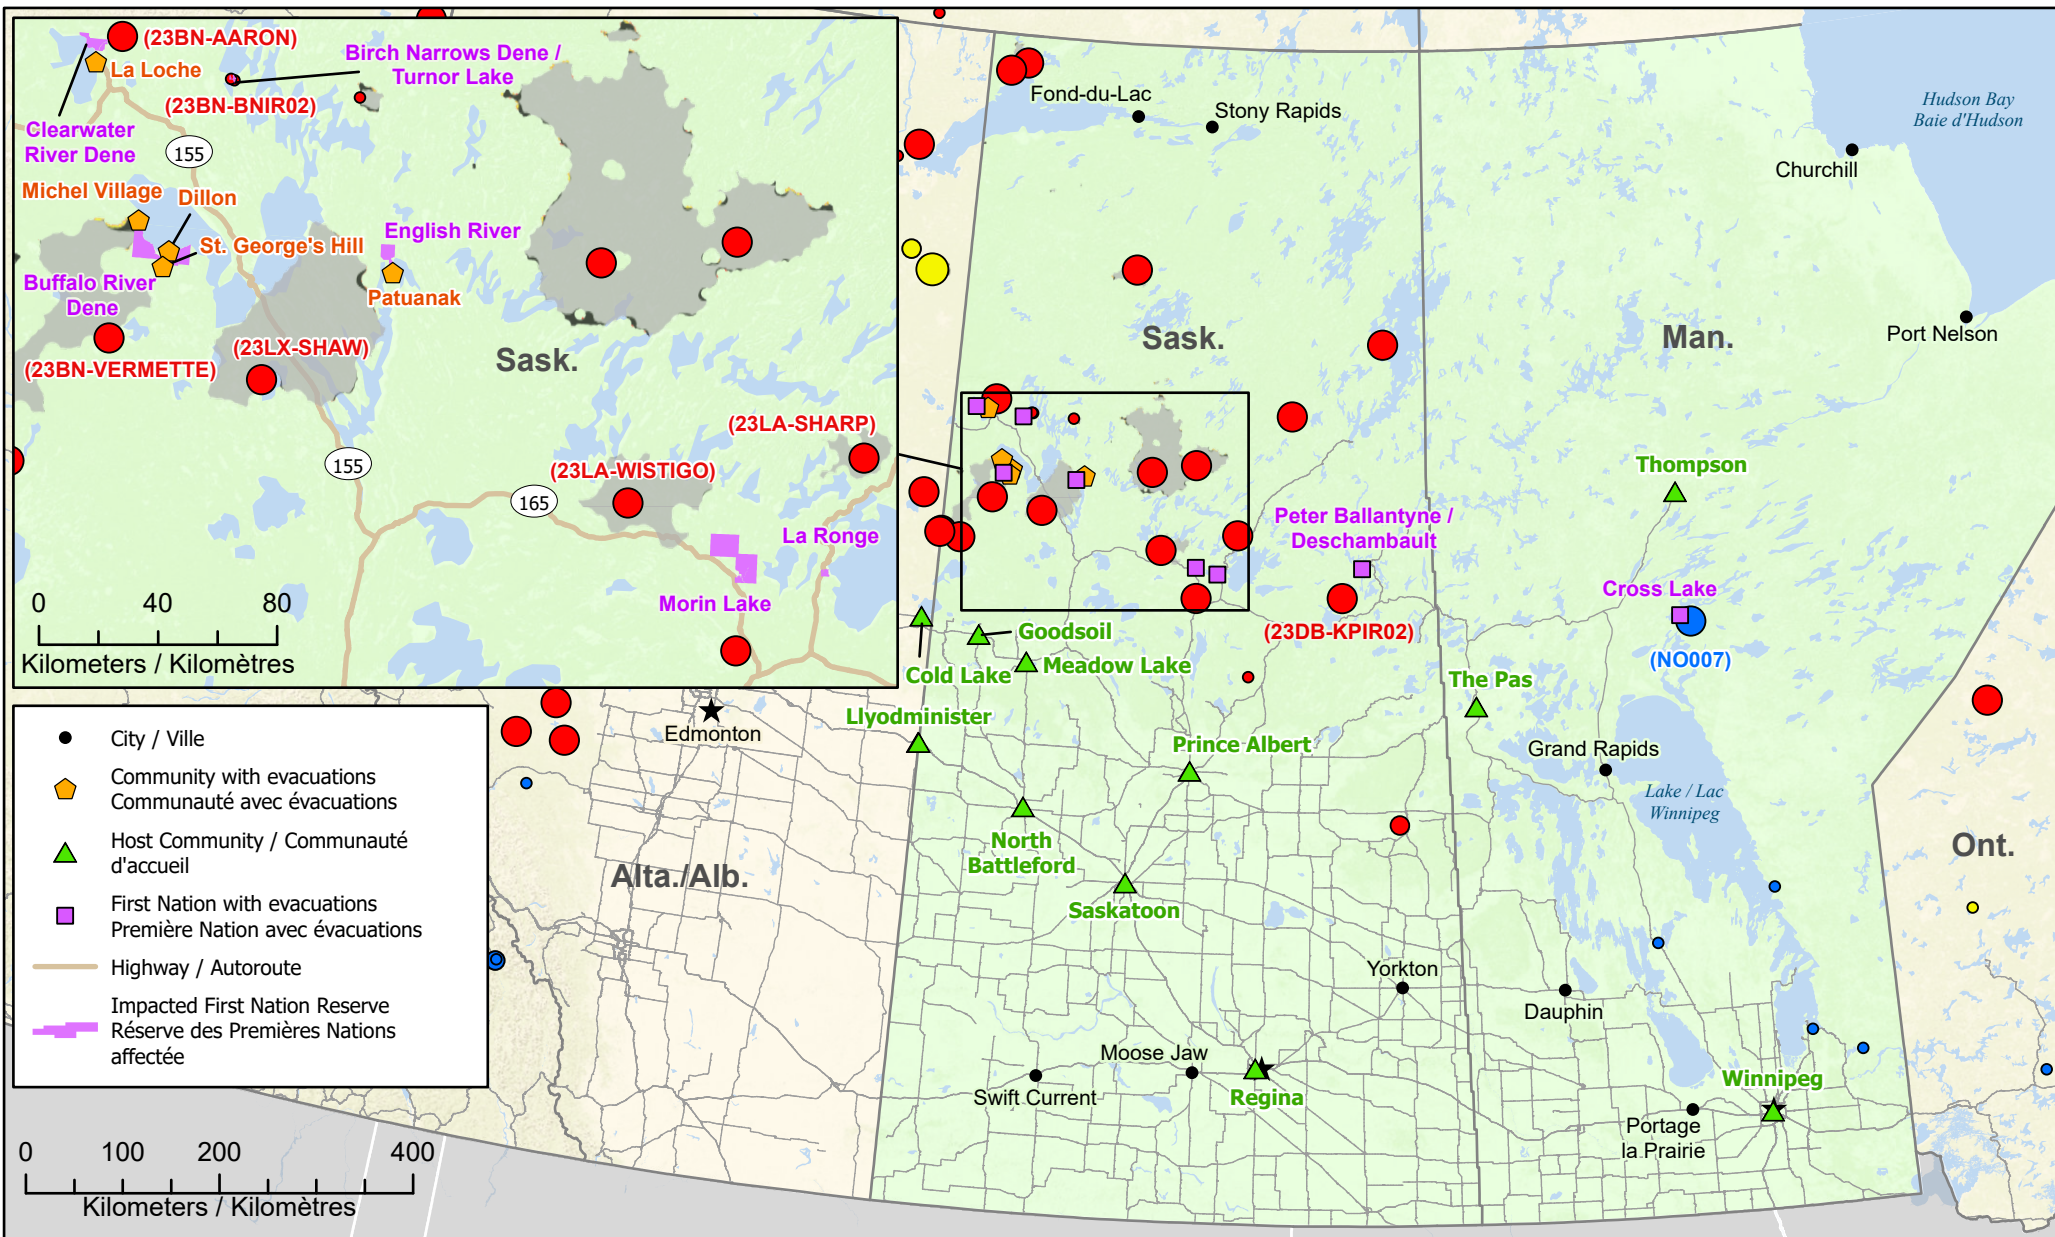 (23BN-AARON)
La Loche
Birch Narrows Dene /
Turnor Lake
(23BN-BNIR02)
Clearwater
River Dene
155
Michel Village
Dillon
St. George's Hill
English River
Buffalo River
Dene
Patuanak
(23LX-SHAW)
(23BN-VERMETTE)
Sask.
(23LA-SHARP)
155
(23LA-WISTIGO)
165
La Ronge
Morin Lake
0 40 80
Kilometers / Kilomètres
City / Ville
Community with evacuations
Communauté avec évacuations
Host Community / Communauté
d'accueil
First Nation with evacuations
Première Nation avec évacuations
Highway / Autoroute
Impacted First Nation Reserve
Réserve des Premières Nations
affectée
0 100 200 400
Kilometers / Kilomètres
Fond-du-Lac
Stony Rapids
Hudson Bay
Baie d'Hudson
Churchill
Port Nelson
Sask.
Man.
Thompson
Peter Ballantyne /
Deschambault
Cross Lake
(23DB-KPIR02)
(NO007)
Goodsoil
Cold Lake
Meadow Lake
The Pas
Llyodminister
Edmonton
Prince Albert
Grand Rapids
Lake / Lac
Winnipeg
North
Battleford
Alta./Alb.
Ont.
Saskatoon
Yorkton
Dauphin
Moose Jaw
Swift Current
Regina
Winnipeg
Portage
la Prairie